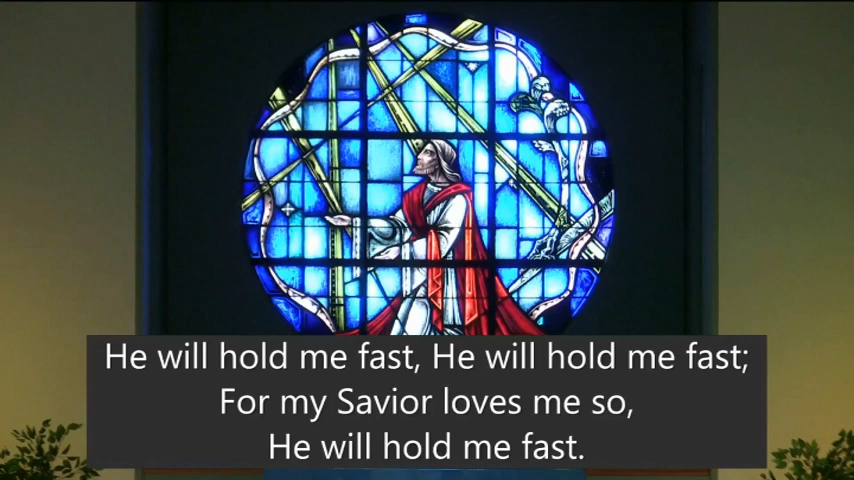 He will hold me fast, He will hold me fast;
For my Savior loves me so,
He will hold me fast.